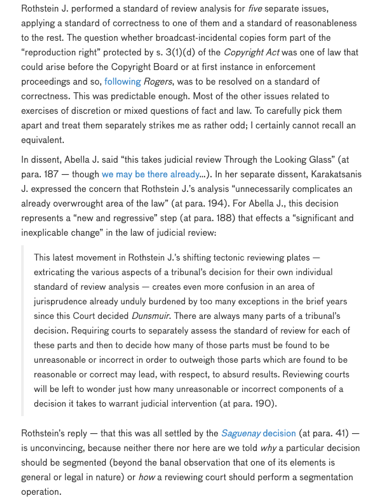 Rothstein J. performed a standard of review analysis for five separate issues,
applying a standard of correctness to one of them and a standard of reasonableness
to the rest. The question whether broadcast-incidental copies form part of the
"reproduction right" protected by s. 3(1)(d) of the Copyright Act was one of law that
could arise before the Copyright Board or at first instance in enforcement
proceedings and so, following Rogers, was to be resolved on a standard of
correctness. This was predictable enough. Most of the other issues related to
exercises of discretion or mixed questions of fact and law. To carefully pick them
apart and treat them separately strikes me as rather odd; I certainly cannot recall an
equivalent.
In dissent, Abella J. said "this takes judicial review Through the Looking Glass" (at
para. 187 — though we may be there already...). In her separate dissent, Karakatsanis
J. expressed the concern that Rothstein J.'s analysis "unnecessarily complicates an
already overwrought area of the law" (at para. 194). For Abella J., this decision
represents a "new and regressive" step (at para. 188) that effects a "significant and
inexplicable change" in the law of judicial review:
This latest movement in Rothstein J.'s shifting tectonic reviewing plates —
extricating the various aspects of a tribunal's decision for their own individual
standard of review analysis — creates even more confusion in an area of
jurisprudence already unduly burdened by too many exceptions in the brief years
since this Court decided Dunsmuir. There are always many parts of a tribunal's
decision. Requiring courts to separately assess the standard of review for each of
these parts and then to decide how many of those parts must be found to be
unreasonable or incorrect in order to outweigh those parts which are found to be
reasonable or correct may lead, with respect, to absurd results. Reviewing courts
will be left to wonder just how many unreasonable or incorrect components of a
decision it takes to warrant judicial intervention (at para. 190).
Rothstein's reply — that this was all settled by the Saguenay decision (at para. 41) —
is unconvincing, because neither there nor here are we told why a particular decision
should be segmented (beyond the banal observation that one of its elements is
general or legal in nature) or how a reviewing court should perform a segmentation
operation.